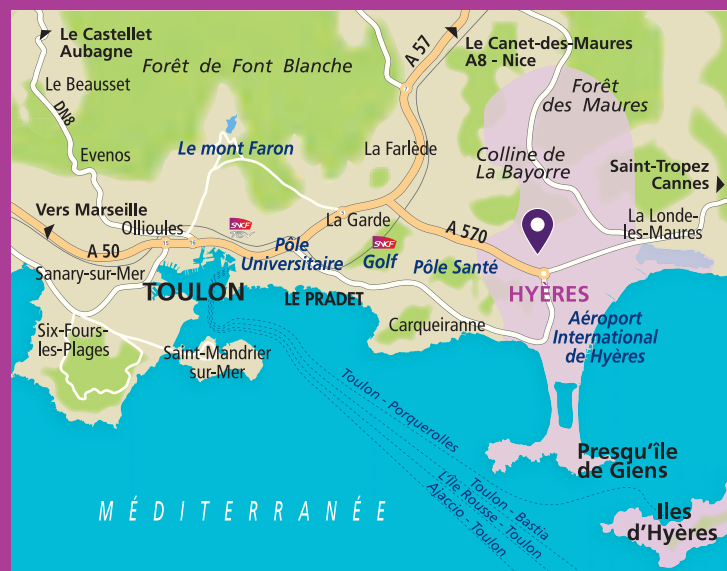 Le Castellet
Aubagne
Le Beausset
DN8
Evenos
Forêt de Font Blanche
A 57
Le Canet-des-Maures
A8 - Nice
Forêt
des Maures
Le mont Faron
La Farlède
Colline de
La Bayorre
Saint-Tropez
Cannes
Vers Marseille
Ollioules
A 50
15
16
SNCF
La Garde
5
7
Pôle
Universitaire
SNCF
Golf
A 570
Pôle Santé
La Londe-
les-Maures
Sanary-sur-Mer
TOULON
LE PRADET
HYÈRES
Carqueiranne
Aéroport
International
de Hyères
Six-Fours-
les-Plages
Saint-Mandrier
sur-Mer
Toulon - Porquerolles
Toulon - Bastia
L'Île Rousse - Toulon
Ajaccio - Toulon
Presqu'île
de Giens
Iles
d'Hyères
MÉDITERRANÉE